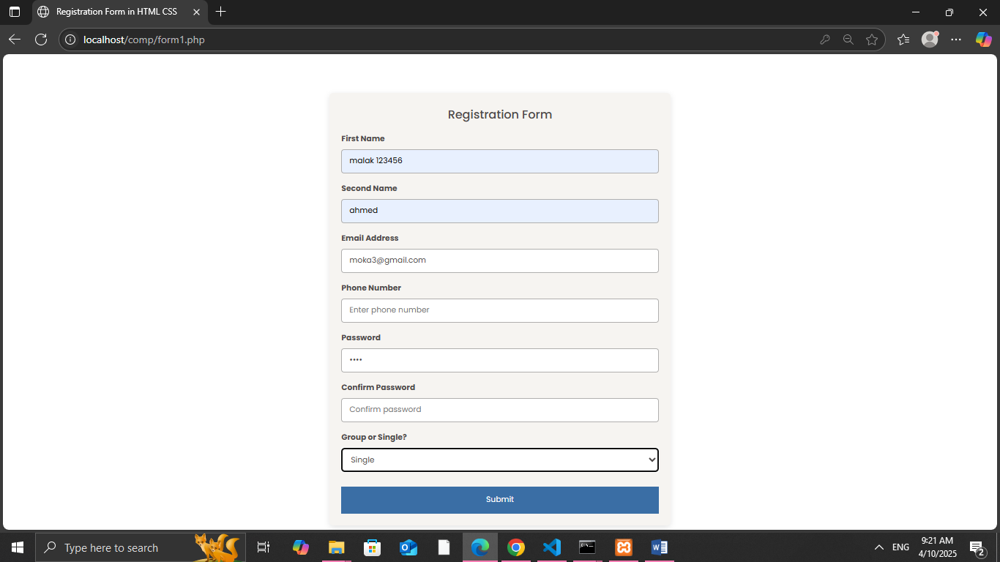 Registration Form in HTML CSS
localhost/comp/form1.php
Registration Form
First Name
malak 123456
Second Name
ahmed
Email Address
moka3@gmail.com
Phone Number
Enter phone number
Password
••••
Confirm Password
Confirm password
Group or Single?
Single
Submit
Type here to search
ENG
9:21 AM
4/10/2025
2